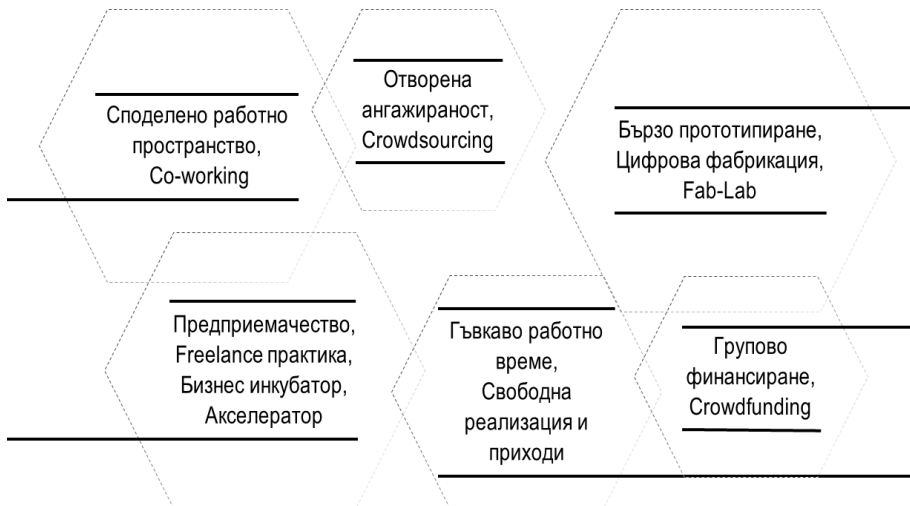 Споделено работно
пространство,
Co-working
Отворена
ангажираност,
Crowdsourcing
Бързо прототипиране,
Цифрова фабрикация,
Fab-Lab
Предприемачество,
Freelance практика,
Бизнес инкубатор,
Акселератор
Гъвкаво работно
време,
Свободна
реализация и
приходи
Групово
финансиране,
Crowdfunding